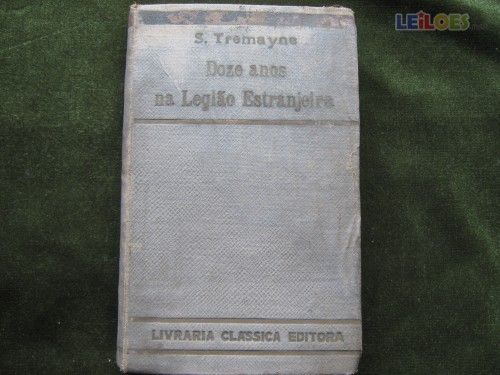 LEiLOES
S. Tremayne
Doze anos
na Legião Estranjeira
LIVRARIA CLASSICA EDITORA